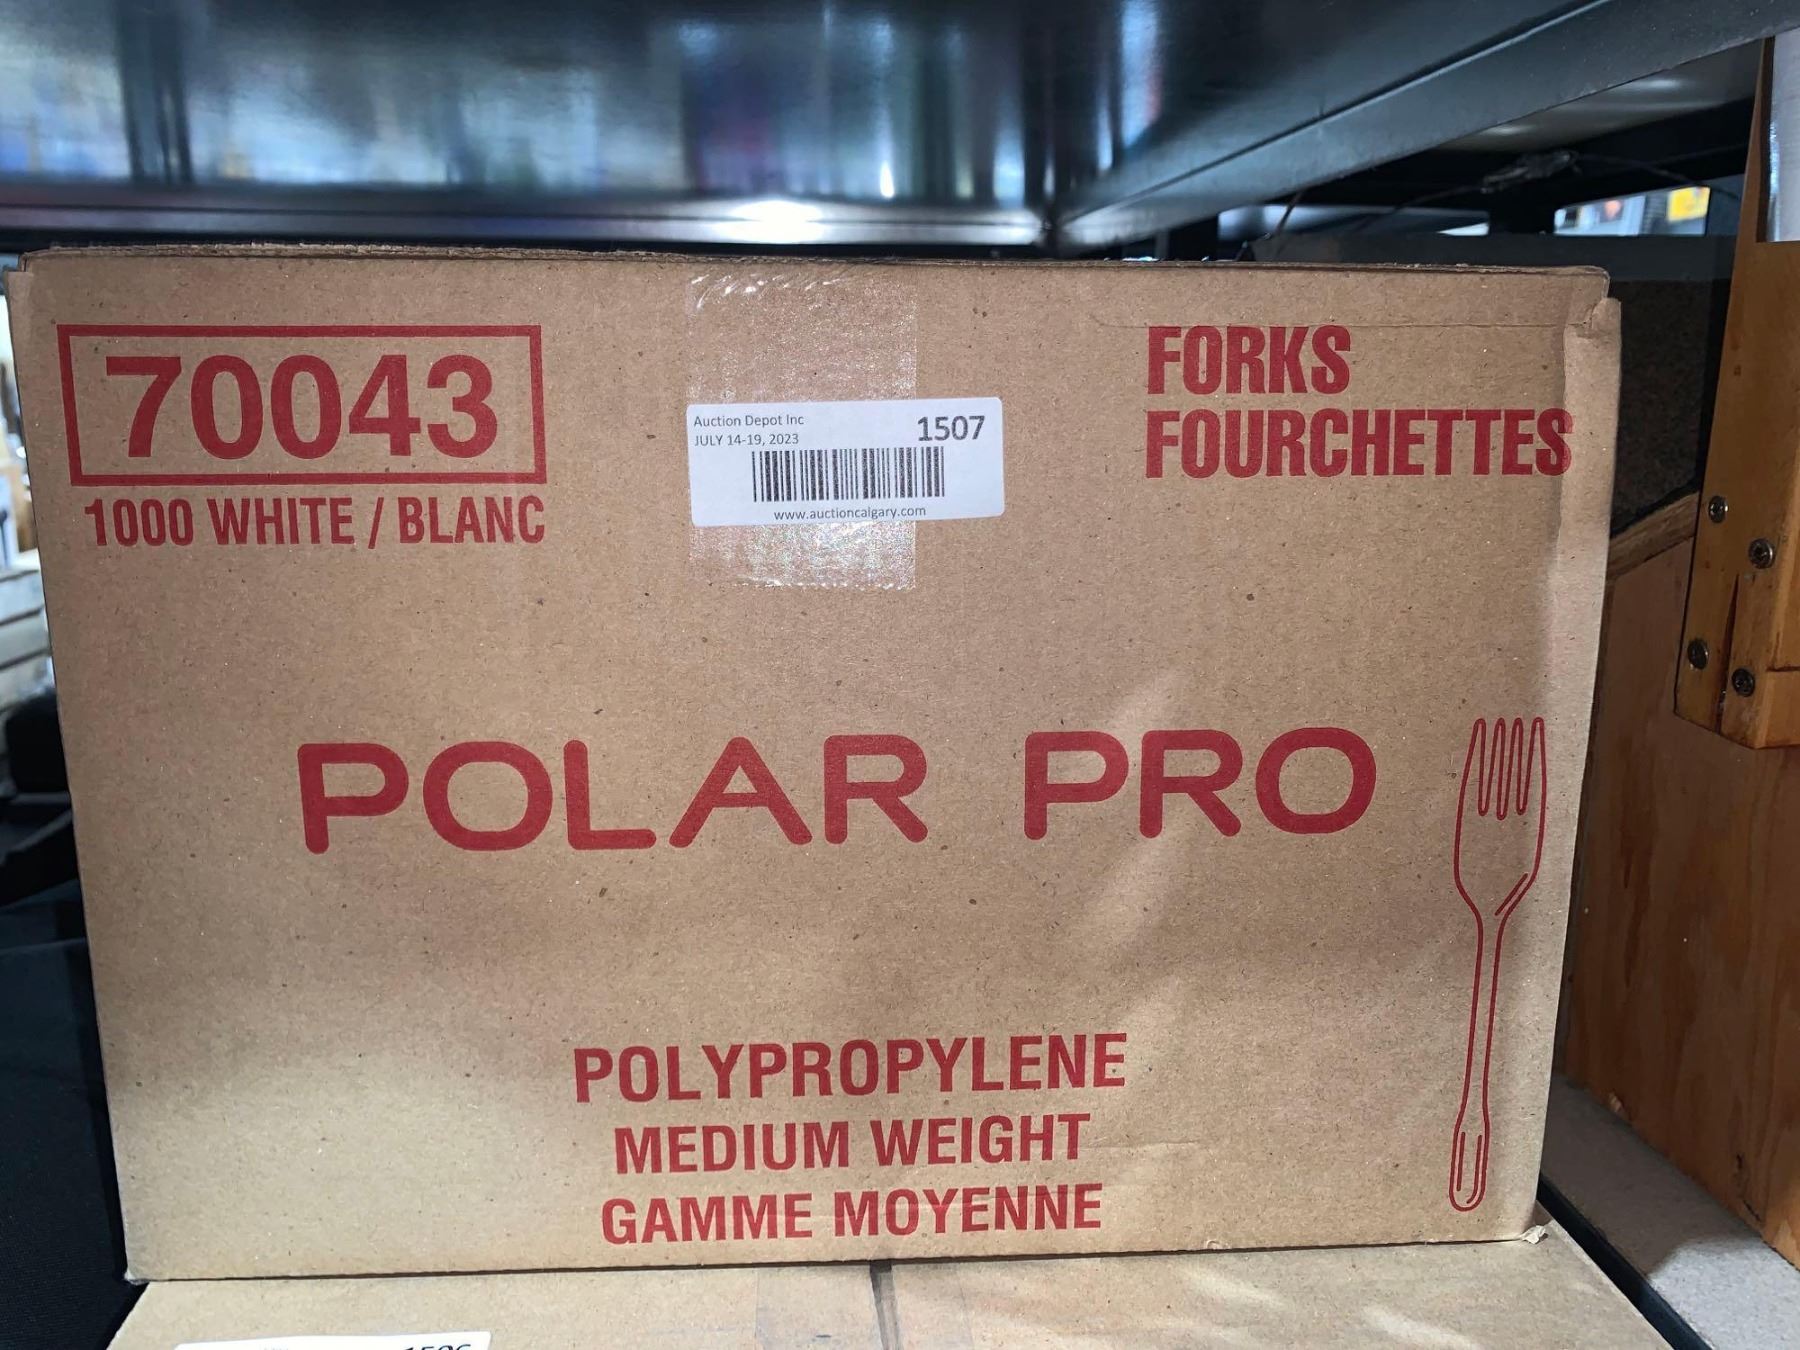 70043
1000 WHITE / BLANC
Auction Depot Inc
JULY 14-19, 2023
1507
www.auctioncalgary.com
FORKS
FOURCHETTES
POLAR PRO
POLYPROPYLENE
MEDIUM WEIGHT
GAMME MOYENNE